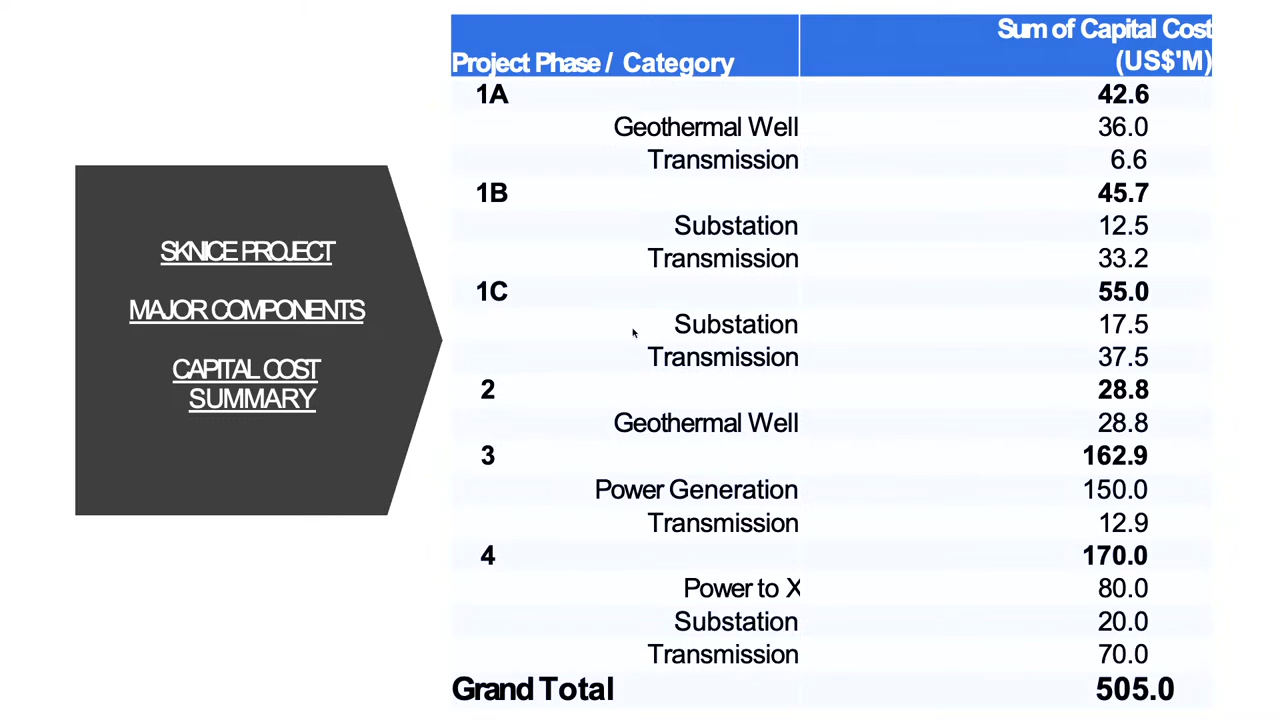 SKNICE PROJECT
MAJOR COMPONENTS
CAPITAL COST
SUMMARY
Project Phase / Category Sum of Capital Cost
(US$'M)
1A 42.6
Geothermal Well 36.0
Transmission 6.6
1B 45.7
Substation 12.5
Transmission 33.2
1C 55.0
Substation 17.5
Transmission 37.5
2 28.8
Geothermal Well 28.8
3 162.9
Power Generation 150.0
Transmission 12.9
4 170.0
Power to X 80.0
Substation 20.0
Transmission 70.0
Grand Total 505.0